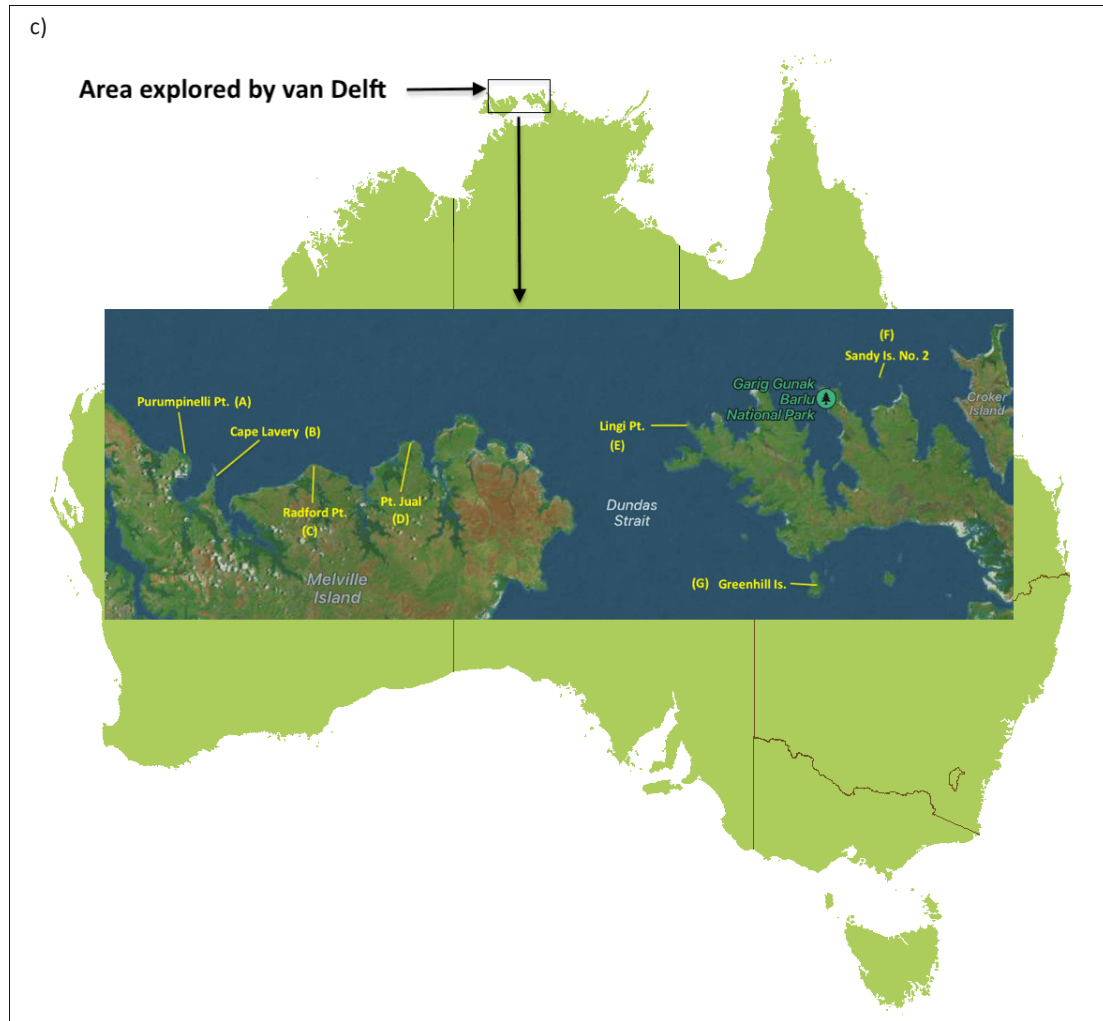 c)
Area explored by van Delft
(F)
Sandy Is. No. 2
Garig Gunak
Barlu
National Park
Croker
Island
Purumpinelli Pt. (A)
Cape Lavery (B)
Lingi Pt.
(E)
Radford Pt.
(C)
Pt. Jual
(D)
Dundas
Strait
Melville
Island
(G) Greenhill Is.